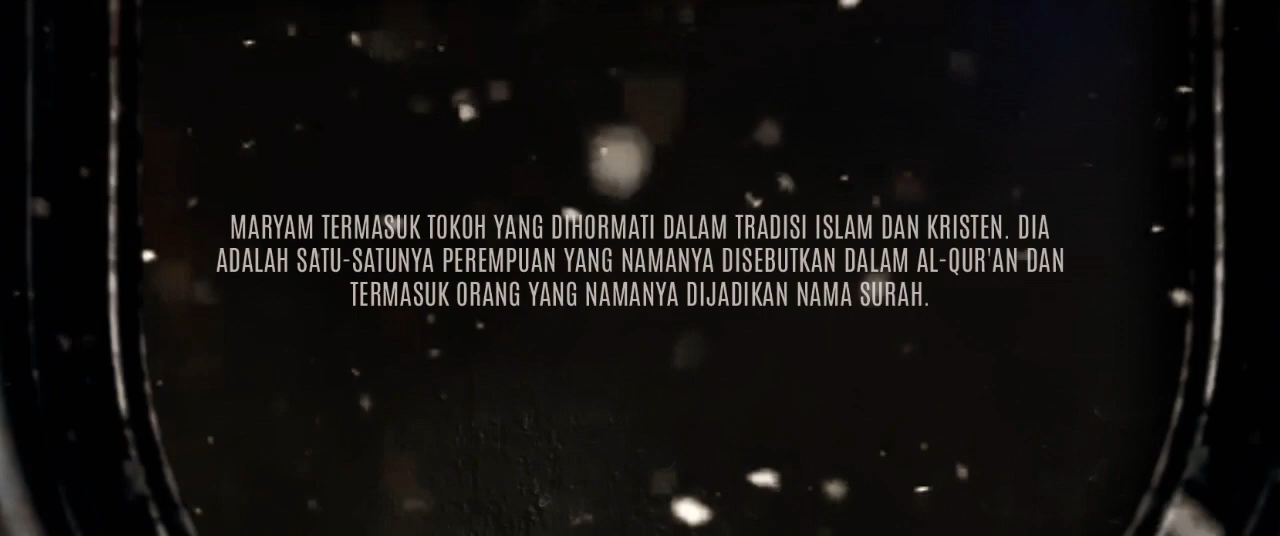 MARYAM TERMASUK TOKOH YANG DIHORMATI DALAM TRADISI ISLAM DAN KRISTEN. DIA
ADALAH SATU-SATUNYA PEREMPUAN YANG NAMANYA DISEBUTKAN DALAM AL-QUR'AN DAN
TERMASUK ORANG YANG NAMANYA DIJADIKAN NAMA SURAH.